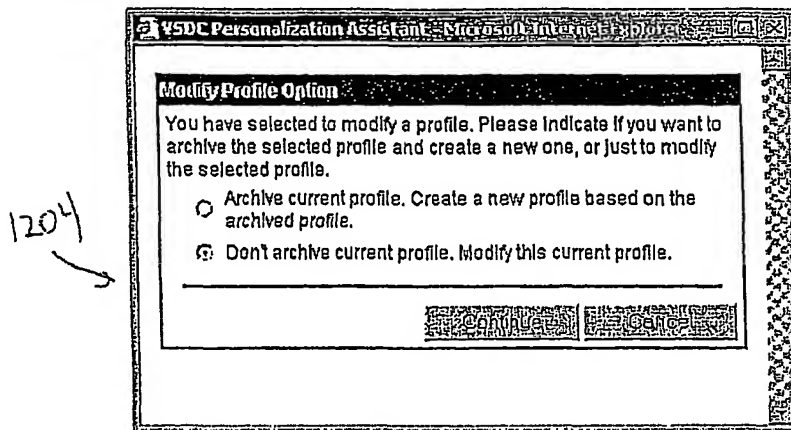 YSDC Personalization Assistant - Microsoft Internet Explorer
Modify Profile Option
You have selected to modify a profile. Please indicate if you want to
archive the selected profile and create a new one, or just to modify
the selected profile.
Archive current profile. Create a new profile based on the
archived profile.
Don't archive current profile. Modify this current profile.
Continue
Cancel
1204